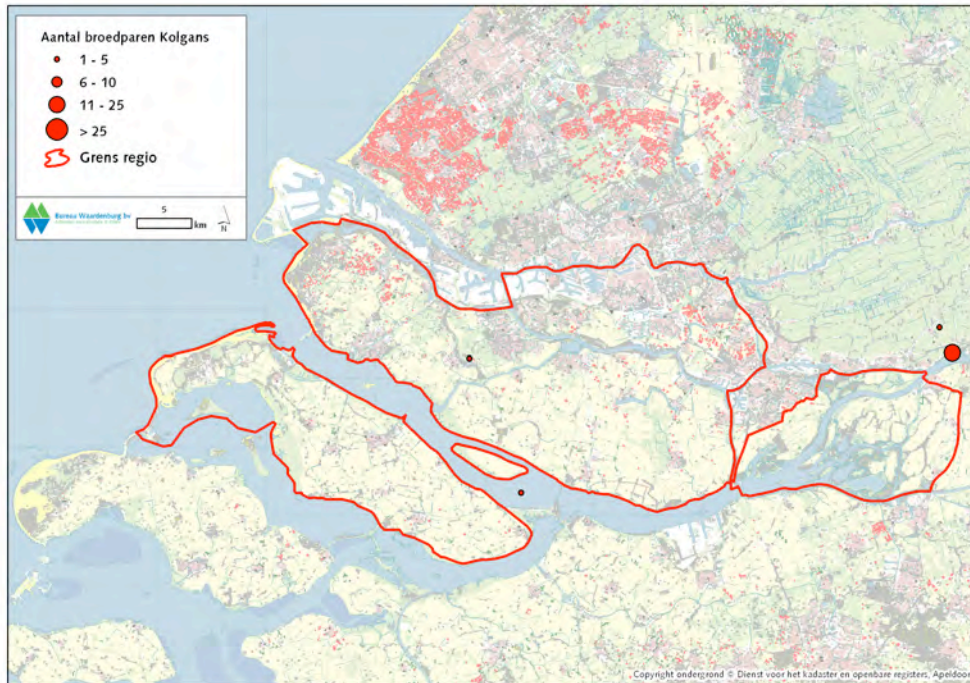 Aantal broedparen Kolgans
1 - 5
6 - 10
11 - 25
> 25
Grens regio
Bureau Waardenburg bv
5
km
N
Copyright ondergrond © Dienst voor het kadaster en openbare registers, Apeldoor